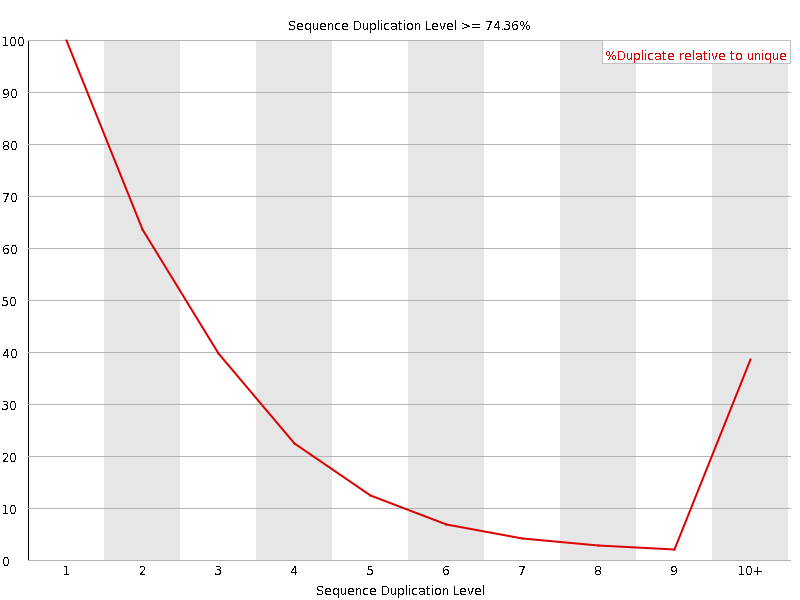 Sequence Duplication Level >= 74.36%
%Duplicate relative to unique
100
90
80
70
60
50
40
30
20
10
0
1 2 3 4 5 6 7 8 9 10+
Sequence Duplication Level